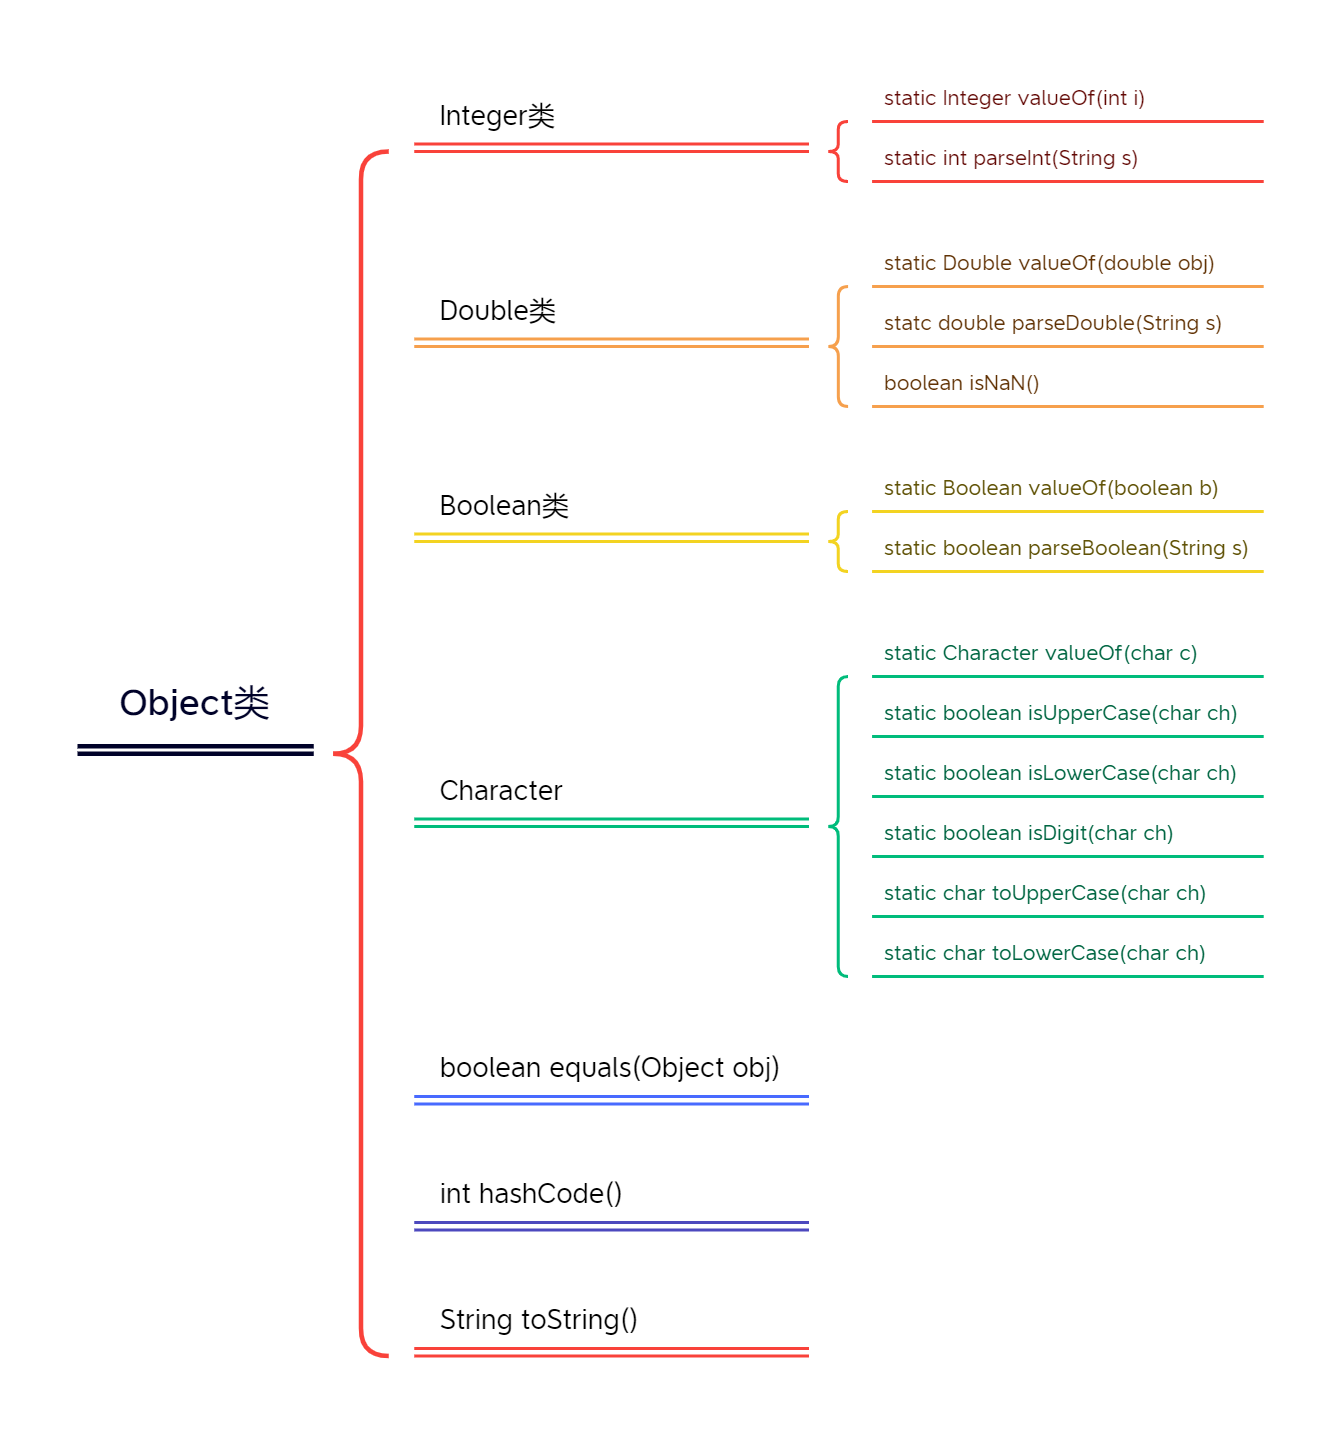 Object类
Integer类
static Integer valueOf(int i)
static int parseInt(String s)
Double类
static Double valueOf(double obj)
statc double parseDouble(String s)
boolean isNaN()
Boolean类
static Boolean valueOf(boolean b)
static boolean parseBoolean(String s)
Character
static Character valueOf(char c)
static boolean isUpperCase(char ch)
static boolean isLowerCase(char ch)
static boolean isDigit(char ch)
static char toUpperCase(char ch)
static char toLowerCase(char ch)
boolean equals(Object obj)
int hashCode()
String toString()